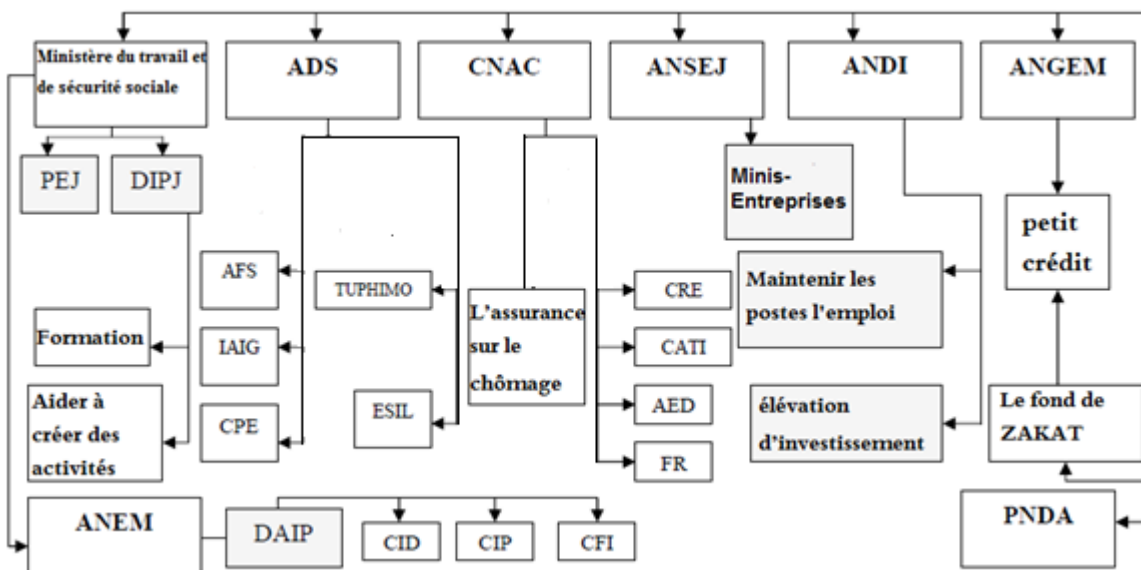 Ministère du travail et
de sécurité sociale
ADS
CNAC
ANSEJ
ANDI
ANGEM
PEJ
DIPJ
Minis-
Entreprises
petit
crédit
AFS
TUPHIMO
CRE
Maintenir les
postes l'emploi
L'assurance
sur le
chômage
Formation
IAIG
CATI
Aider à
créer des
activités
CPE
ESIL
AED
FR
élévation
d'investissement
Le fond de
ZAKAT
ANEM
DAIP
CID
CIP
CFI
PNDA